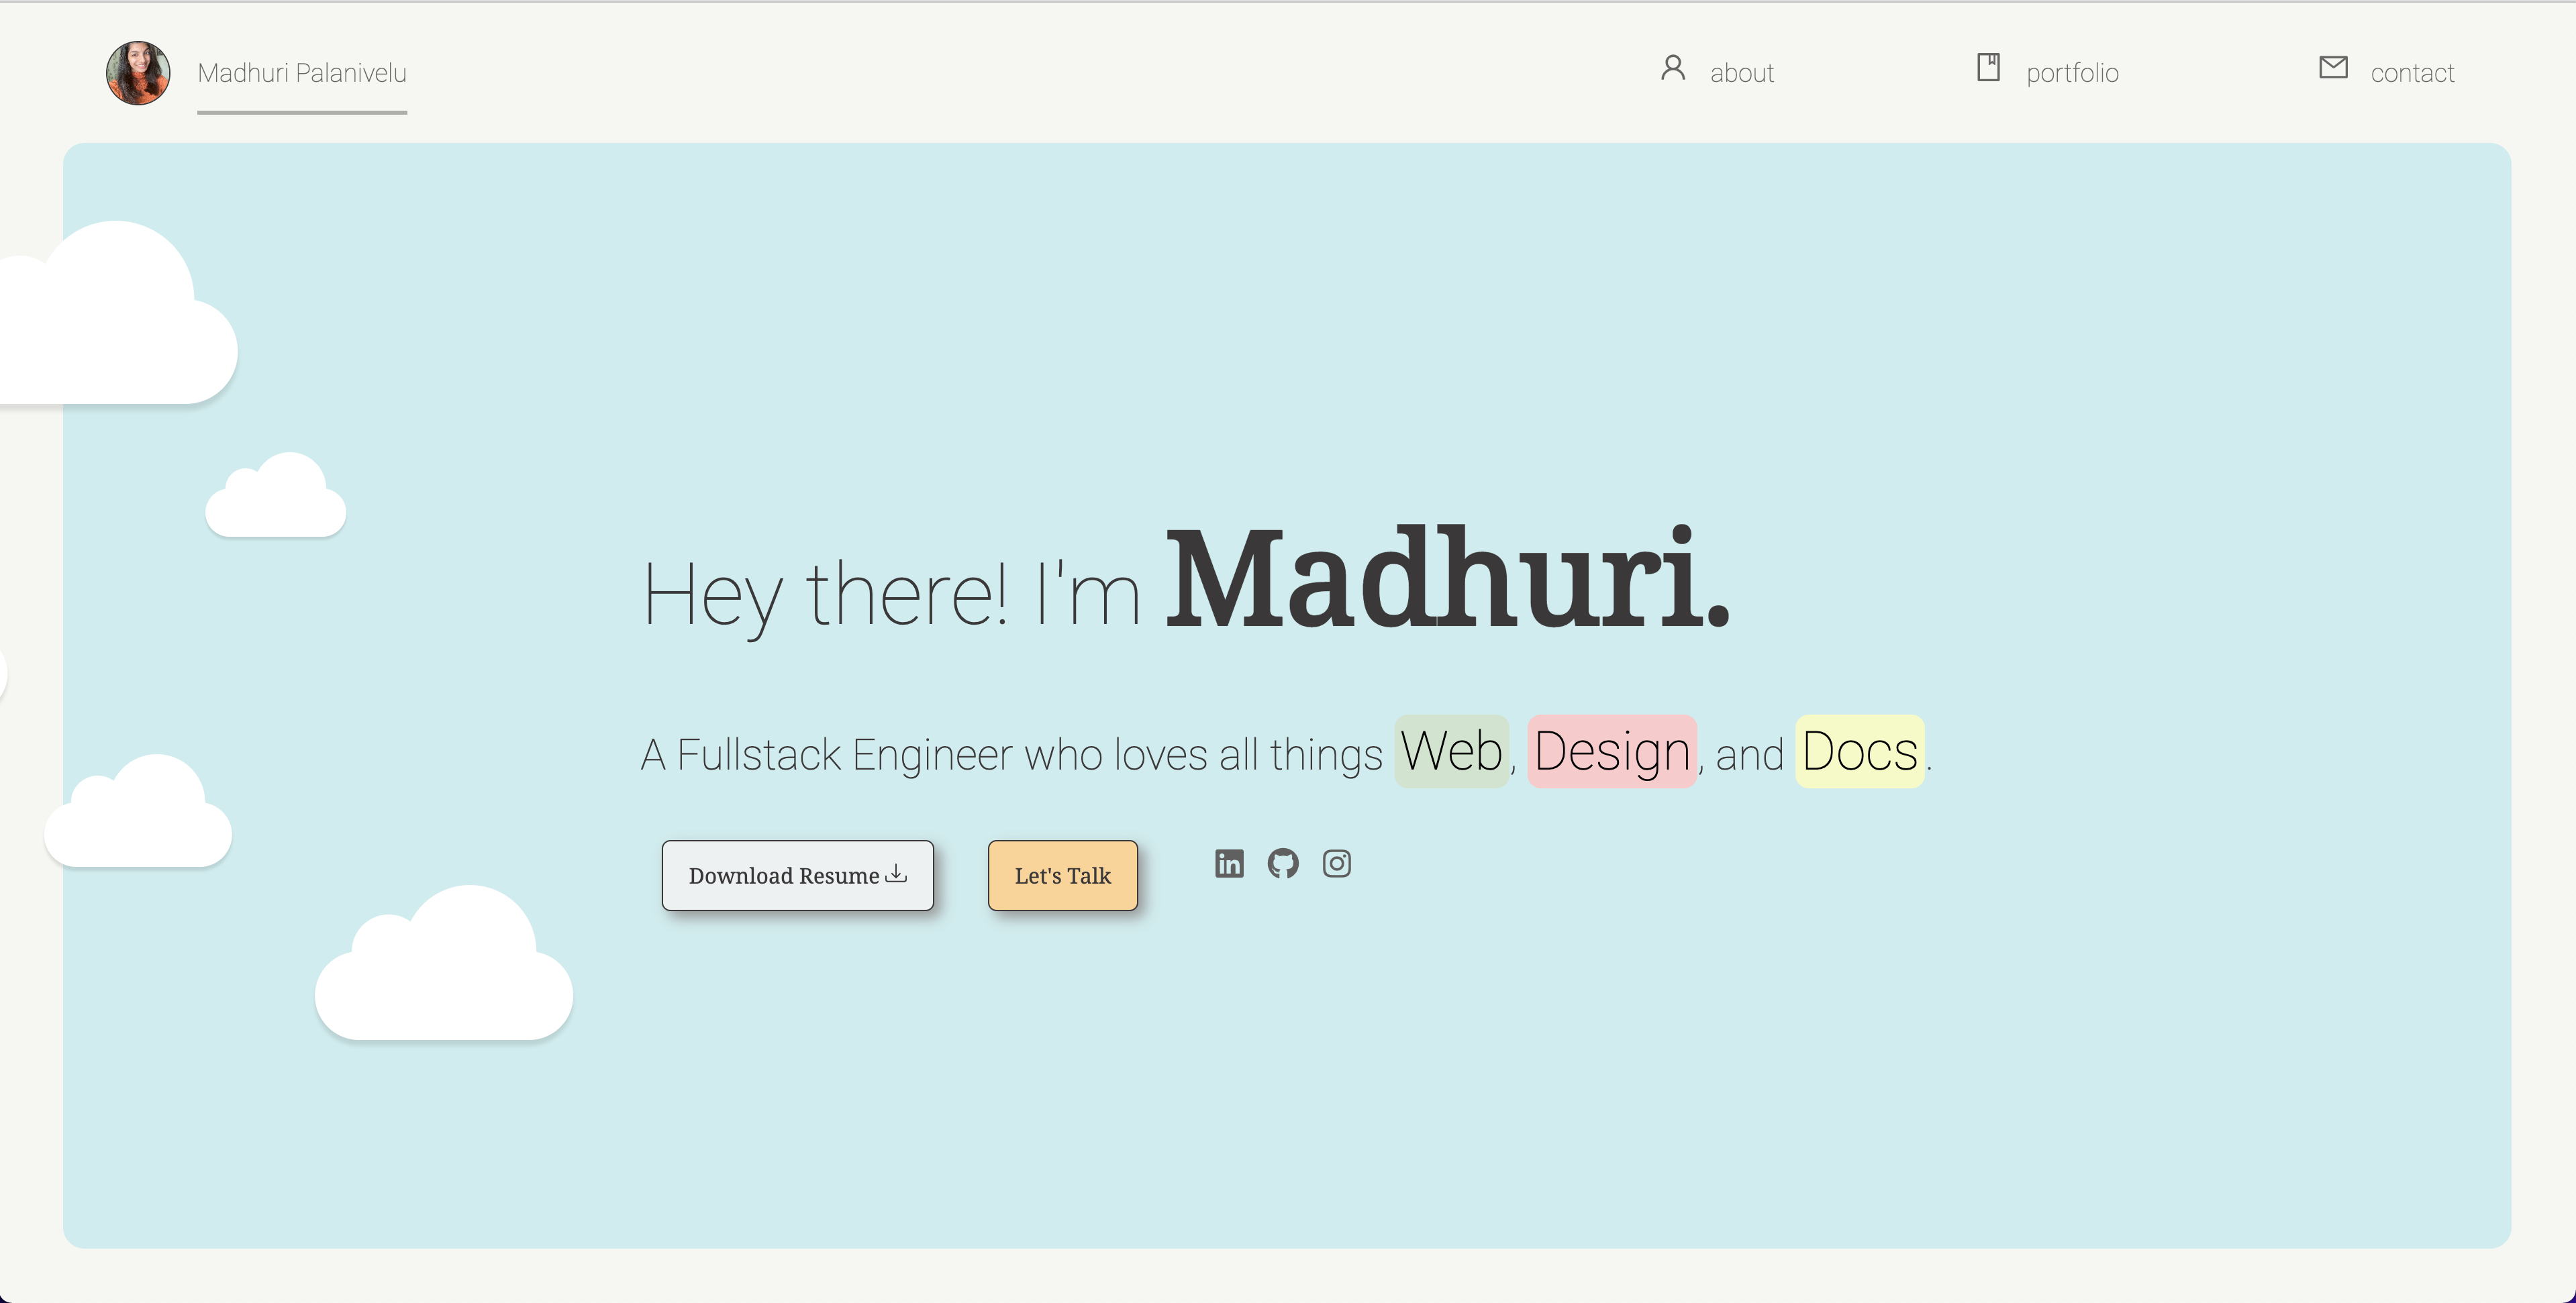 Madhuri Palanivelu
about
portfolio
contact
Hey there! I'm Madhuri.
A Fullstack Engineer who loves all things Web, Design, and Docs.
Download Resume
Let's Talk